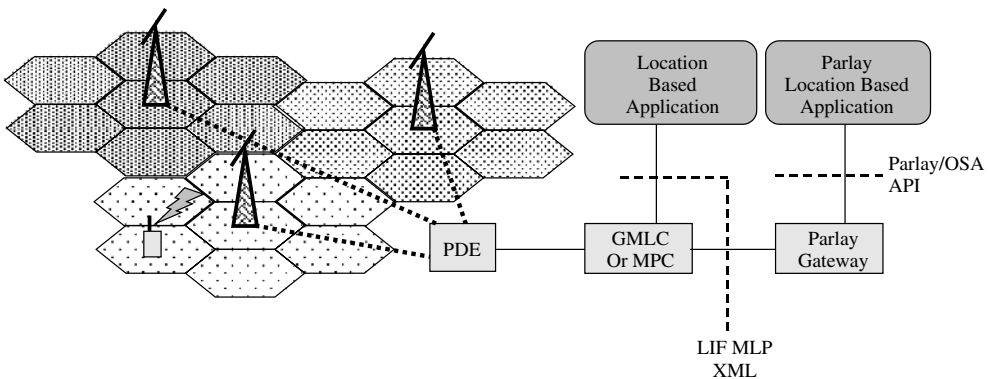 Location
Based
Application
Parlay
Location Based
Application
Parlay/OSA
API
PDE
GMLC
Or MPC
Parlay
Gateway
LIF MLP
XML